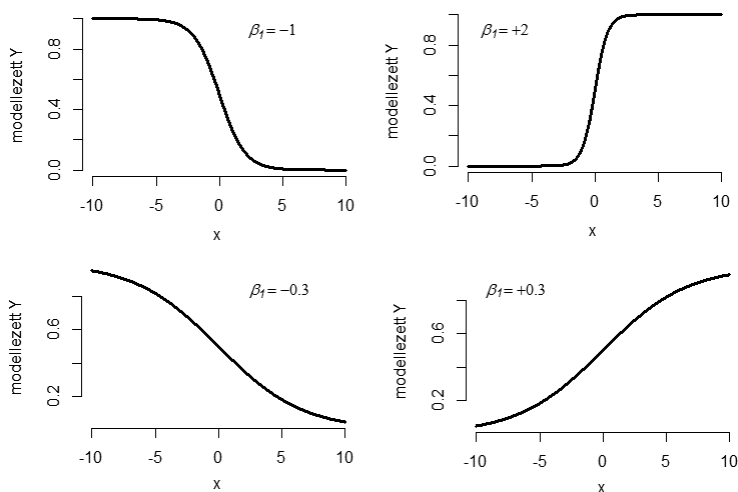 β1 = −1
modellezett Y
0.8
0.4
0.0
-10 -5 0 5 10
x
β1 = +2
modellezett Y
0.8
0.4
0.0
-10 -5 0 5 10
x
β1 = −0.3
modellezett Y
0.6
0.2
-10 -5 0 5 10
x
β1 = +0.3
modellezett Y
0.6
0.2
-10 -5 0 5 10
x